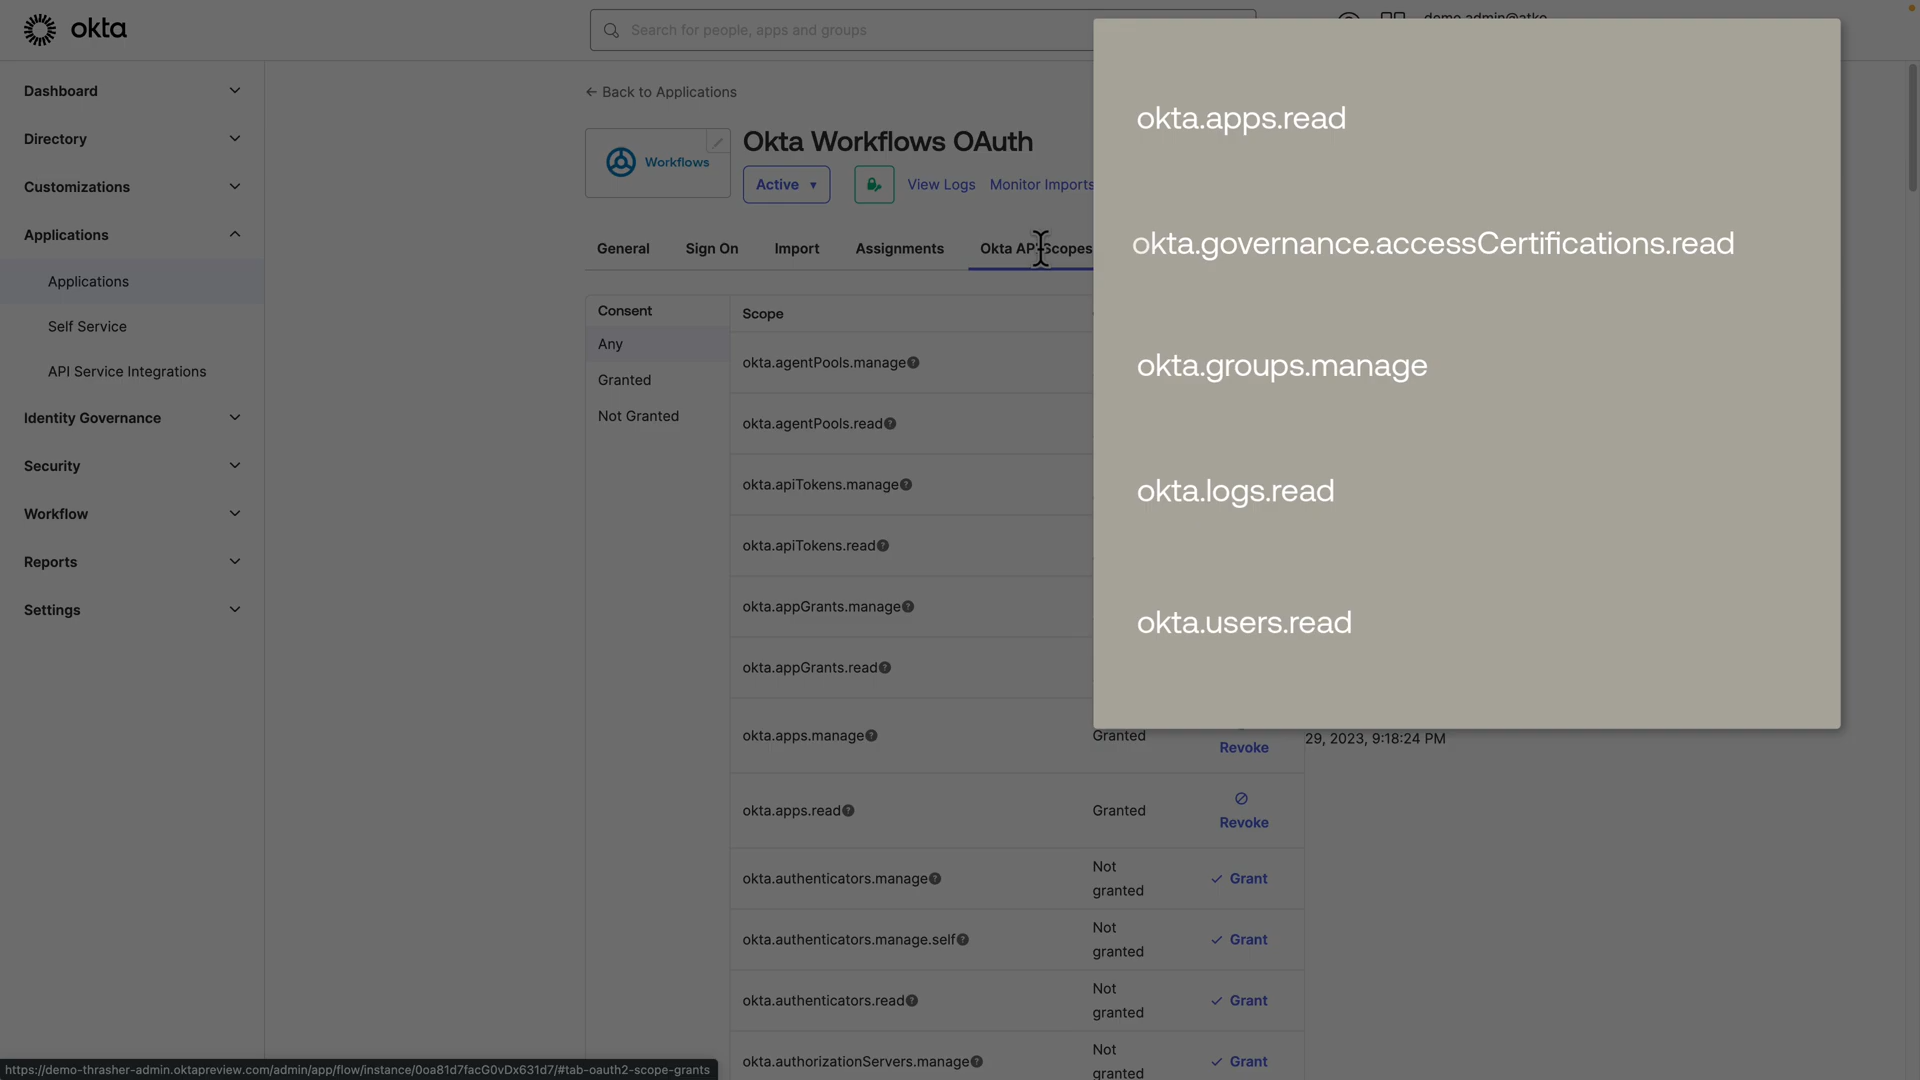 okta
Search for people, apps and groups
Dashboard
Directory
Customizations
Applications
Applications
Self Service
API Service Integrations
Identity Governance
Security
Workflow
Reports
Settings
← Back to Applications
Workflows
Okta Workflows OAuth
Active ▼
View Logs
Monitor Imports
General
Sign On
Import
Assignments
Okta API Scopes
Consent
Any
Granted
Not Granted
Scope
okta.agentPools.manage
okta.agentPools.read
okta.apiTokens.manage
okta.apiTokens.read
okta.appGrants.manage
okta.appGrants.read
okta.apps.manage
Granted
Revoke
29, 2023, 9:18:24 PM
okta.apps.read
Granted
Revoke
okta.authenticators.manage
Not
granted
Grant
okta.authenticators.manage.self
Not
granted
Grant
okta.authenticators.read
Not
granted
Grant
okta.authorizationServers.manage
Not
granted
Grant
okta.apps.read
okta.governance.accessCertifications.read
okta.groups.manage
okta.logs.read
okta.users.read
https://demo-thrasher-admin.oktapreview.com/admin/app/flow/instance/0oa81d7facG0vDx631d7/#tab-oauth2-scope-grants